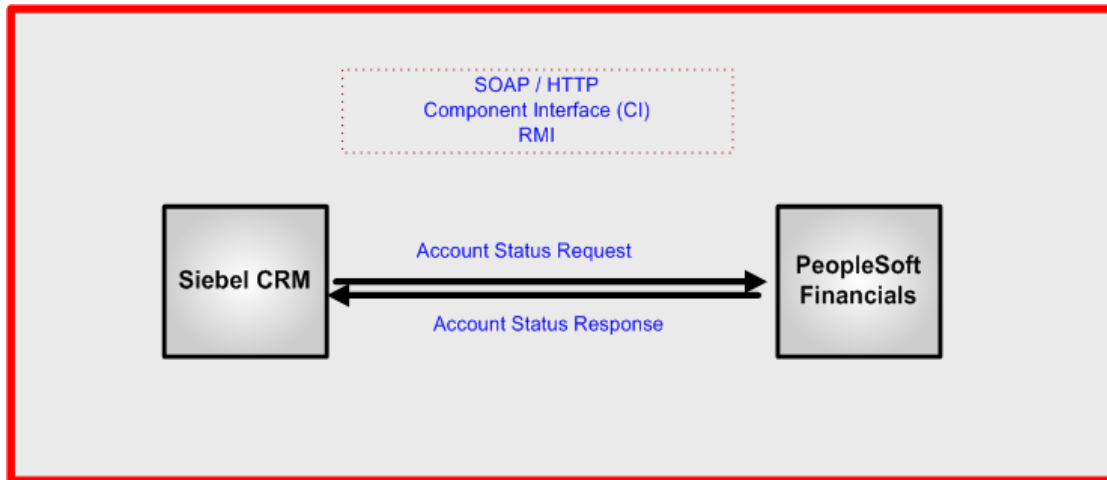 SOAP / HTTP
Component Interface (CI)
RMI
Account Status Request
Siebel CRM
PeopleSoft
Financials
Account Status Response